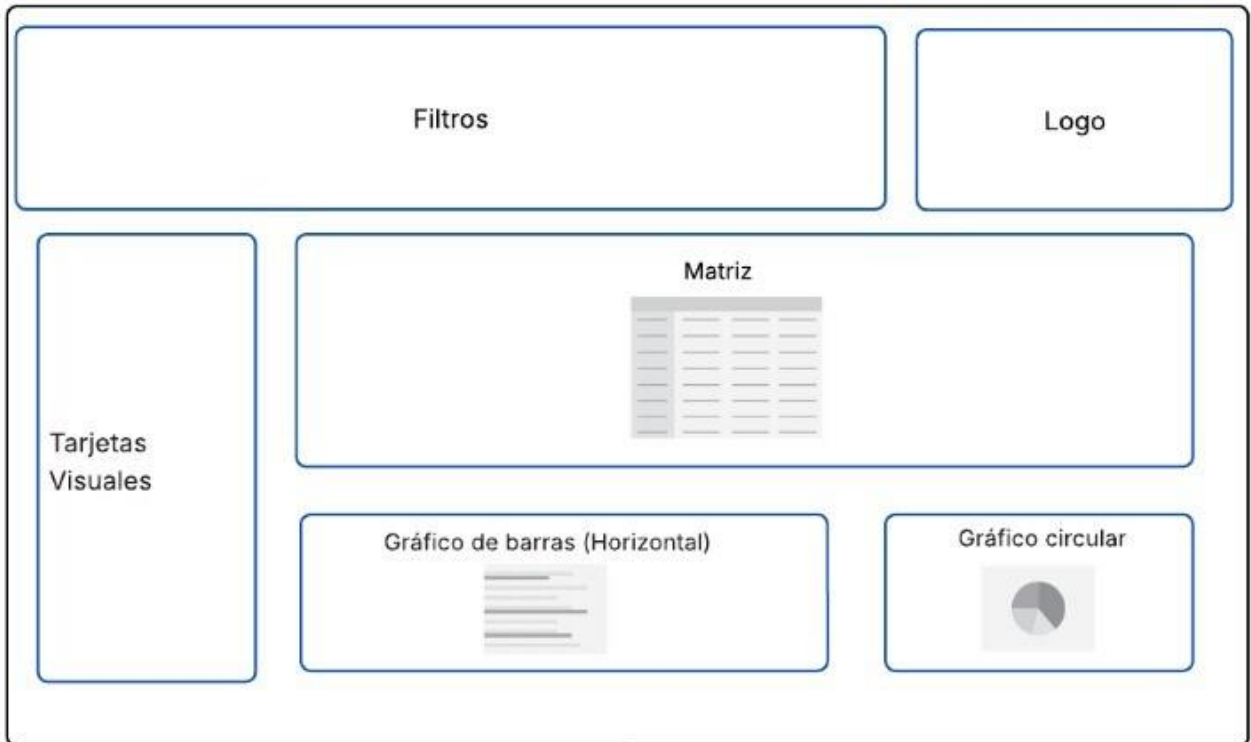 Filtros
Logo
Matriz
Tarjetas
Visuales
Gráfico de barras (Horizontal)
Gráfico circular